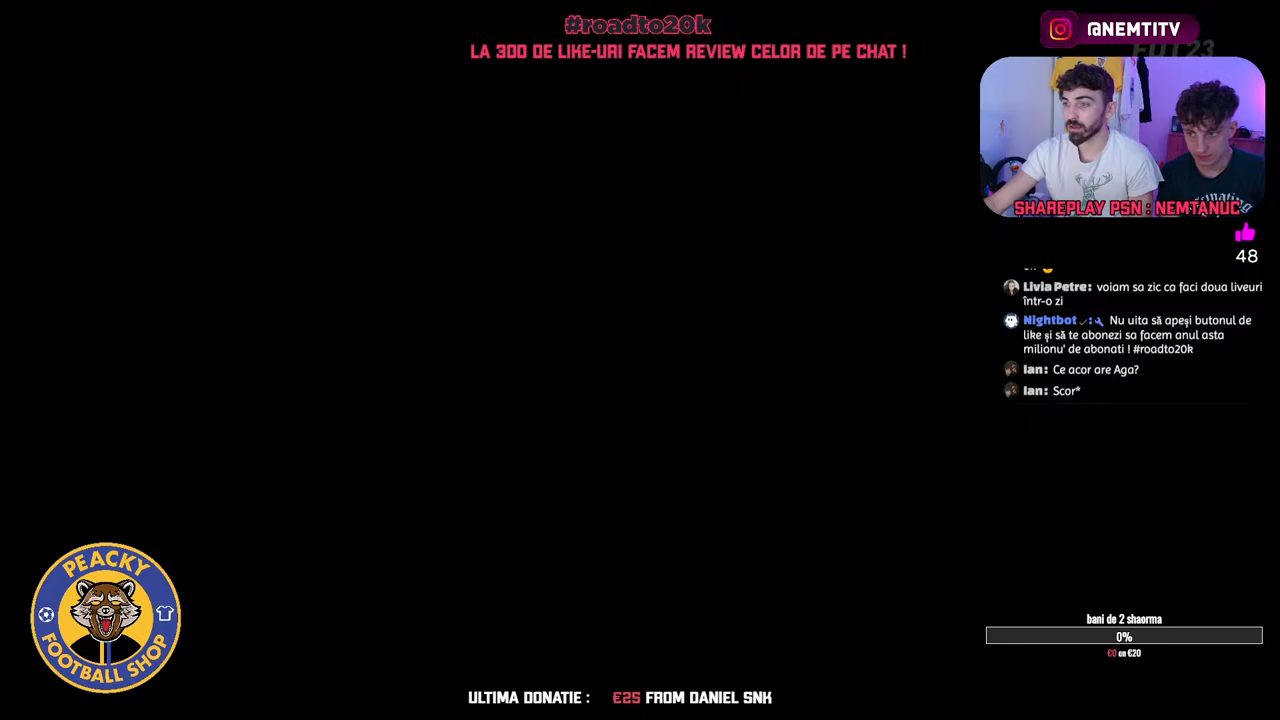 #roadto20k
LA 300 DE LIKE-URI FACEM REVIEW CELOR DE PE CHAT !
@NEMTITV
FUT23
SHAREPLAY PSN : NEMTANUC
48
Livia Petre: voiam sa zic ca faci doua liveuri
într-o zi
Nightbot : Nu uita să apeși butonul de
like și să te abonezi sa facem anul asta
milionu' de abonati ! #roadto20k
Ian: Ce acor are Aga?
Ian: Scor*
PEACKY
FOOTBALL SHOP
bani de 2 shaorma
0%
€0 on €20
ULTIMA DONATIE : €25 FROM DANIEL SNK